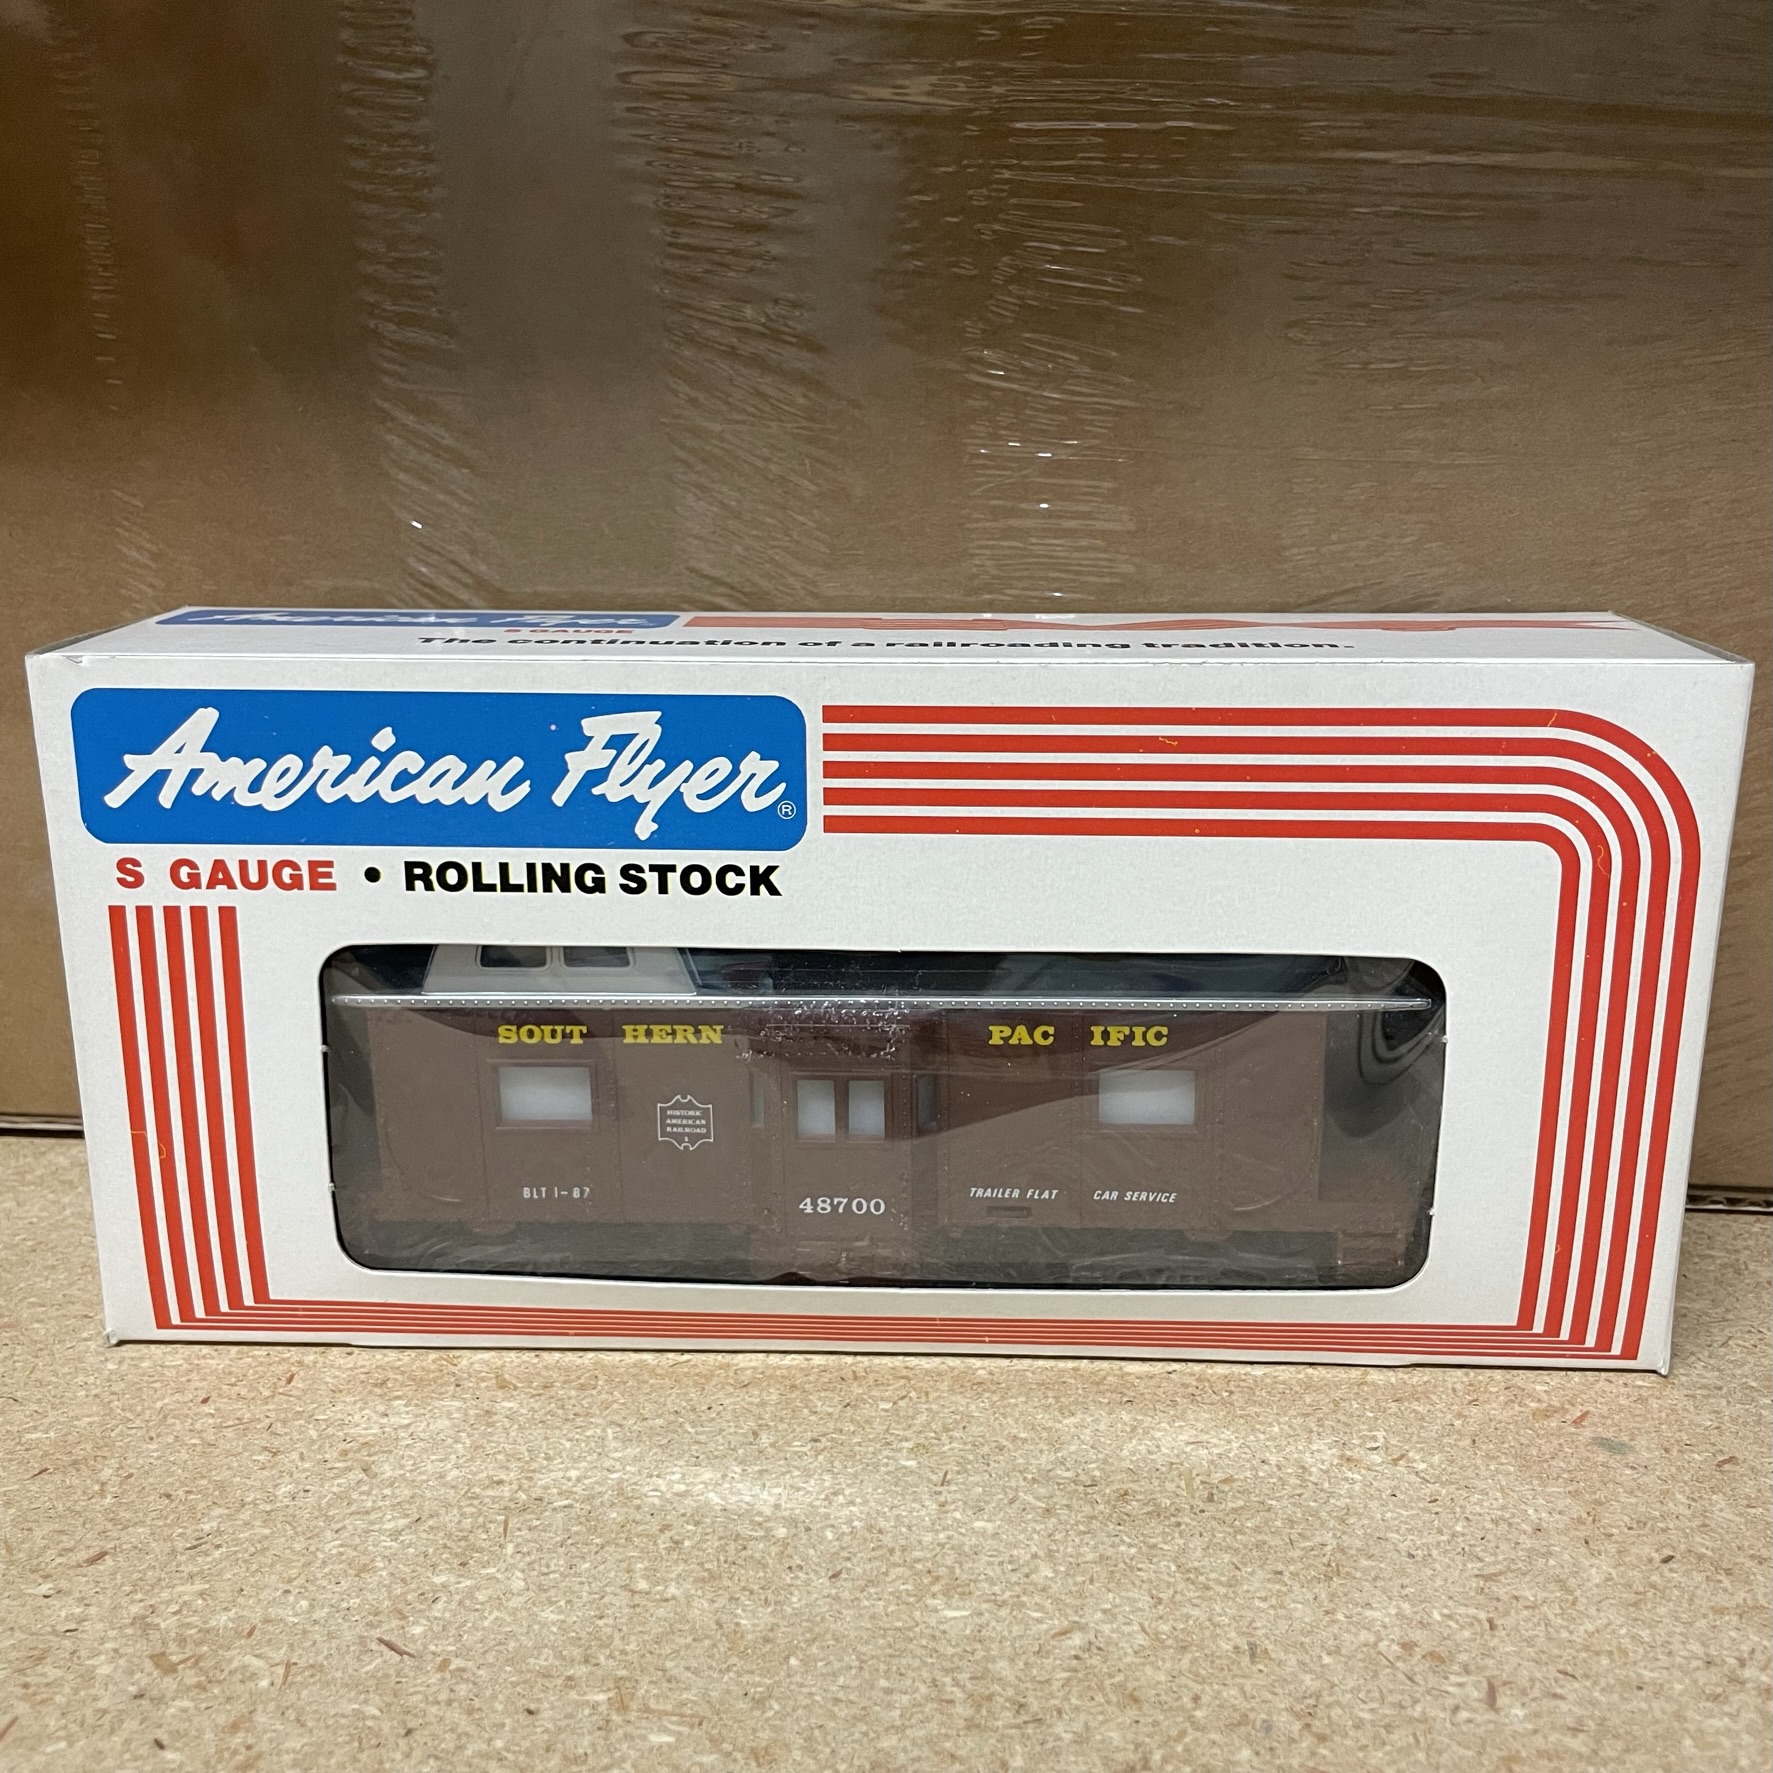 American Flyer
S GAUGE
The continuation of a railroading tradition.
American Flyer®
S GAUGE • ROLLING STOCK
SOUT HERN PAC IFIC
HISTORIC
AMERICAN
RAILROAD
BLT 1-87
48700
TRAILER FLAT CAR SERVICE